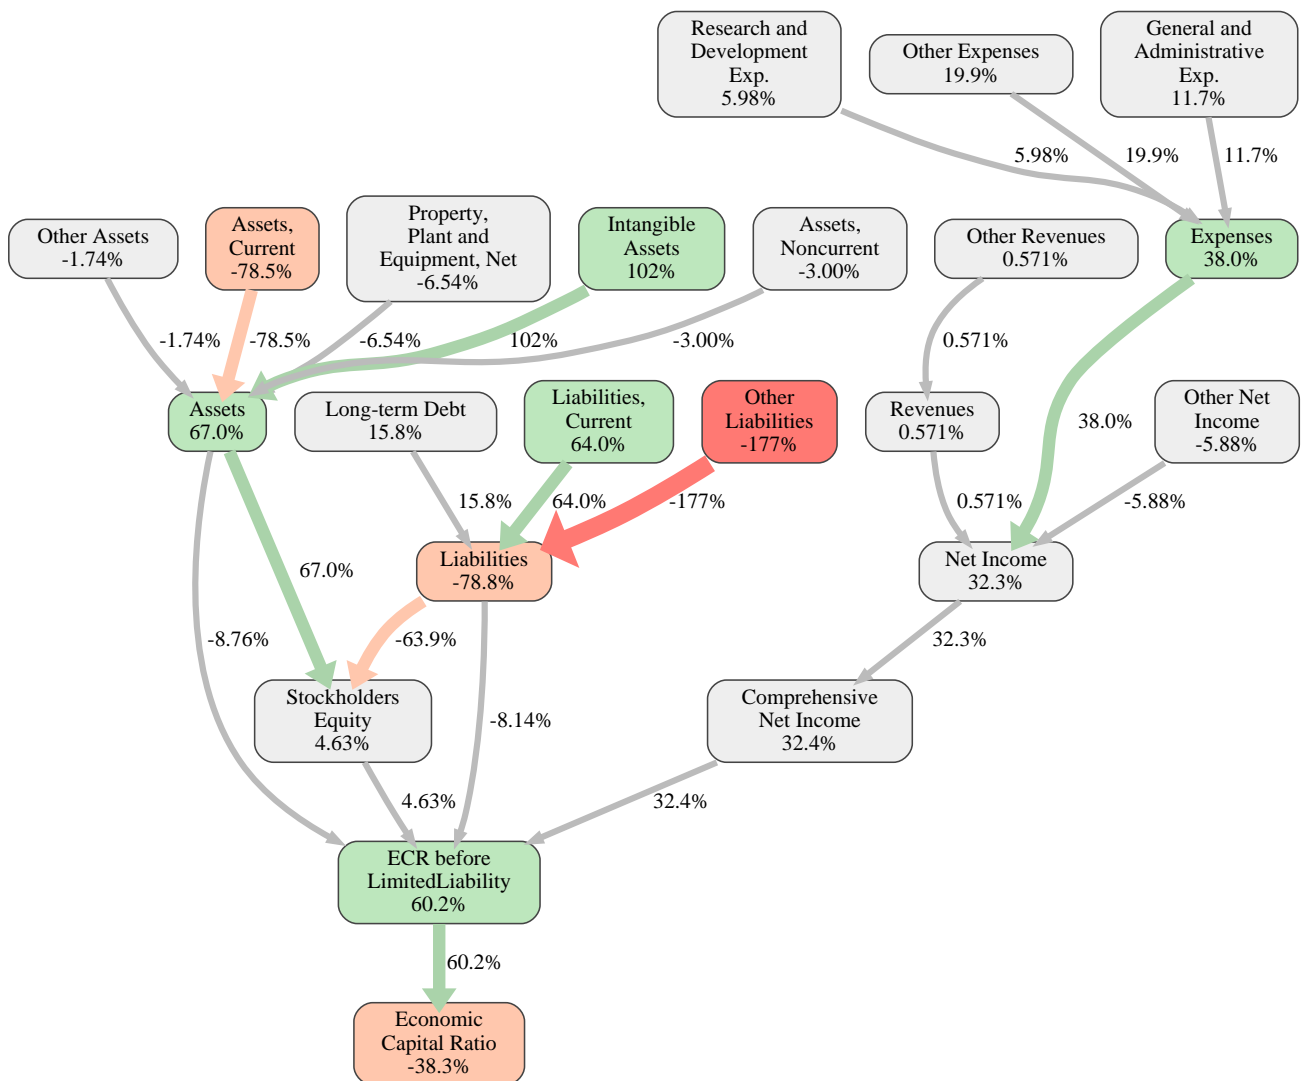 Research and
Development
Exp.
5.98%
Other Expenses
19.9%
General and
Administrative
Exp.
11.7%
5.98%
19.9%
11.7%
Other Assets
-1.74%
Assets,
Current
-78.5%
Property,
Plant and
Equipment, Net
-6.54%
Intangible
Assets
102%
Assets,
Noncurrent
-3.00%
Other Revenues
0.571%
Expenses
38.0%
-1.74%
-78.5%
-6.54%
102%
-3.00%
0.571%
38.0%
Assets
67.0%
Long-term Debt
15.8%
Liabilities,
Current
64.0%
Other
Liabilities
-177%
Revenues
0.571%
Other Net
Income
-5.88%
15.8%
64.0%
-177%
0.571%
-5.88%
Liabilities
-78.8%
Net Income
32.3%
67.0%
-8.76%
-63.9%
32.3%
Stockholders
Equity
4.63%
-8.14%
Comprehensive
Net Income
32.4%
4.63%
32.4%
ECR before
LimitedLiability
60.2%
60.2%
Economic
Capital Ratio
-38.3%